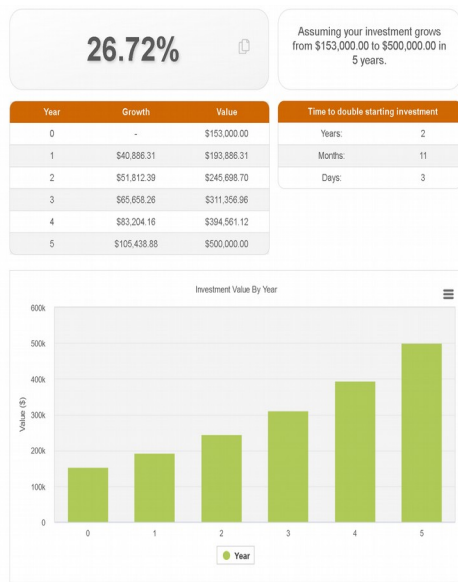 26.72%
Assuming your investment grows
from $153,000.00 to $500,000.00 in
5 years.
Year Growth Value
0 - $153,000.00
1 $40,886.31 $193,886.31
2 $51,812.39 $245,698.70
3 $65,658.26 $311,356.96
4 $83,204.16 $394,561.12
5 $105,438.88 $500,000.00
Time to double starting investment
Years: 2
Months: 11
Days: 3
Investment Value By Year
Value ($)
600k
500k
400k
300k
200k
100k
0
0 1 2 3 4 5
Year